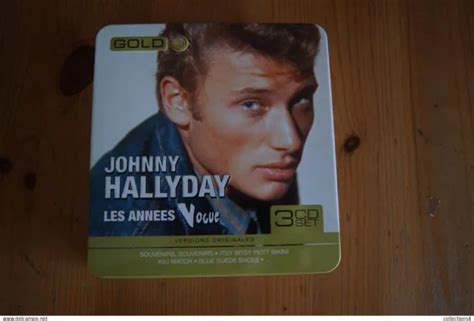 GOLD
JOHNNY
HALLYDAY
LES ANNEES Vogue
3 CD SET
VERSIONS ORIGINALES
SOUVENIRS, SOUVENIRS • ITSY BITSY PETIT BIKINI
KILI WATCH • BLUE SUEDE SHOES •
collections4